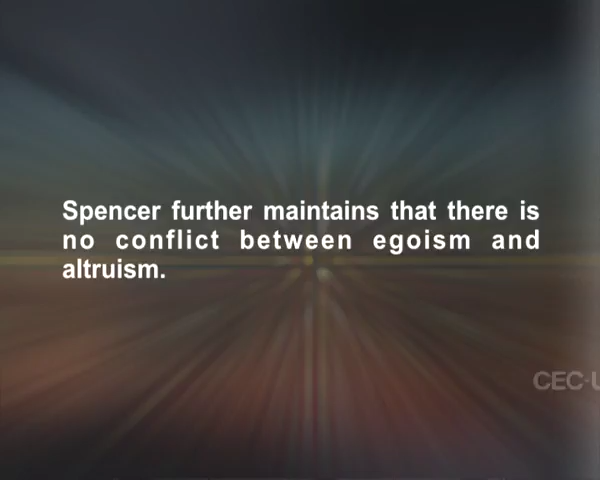 Spencer further maintains that there is
no conflict between egoism and
altruism.
CEC-U